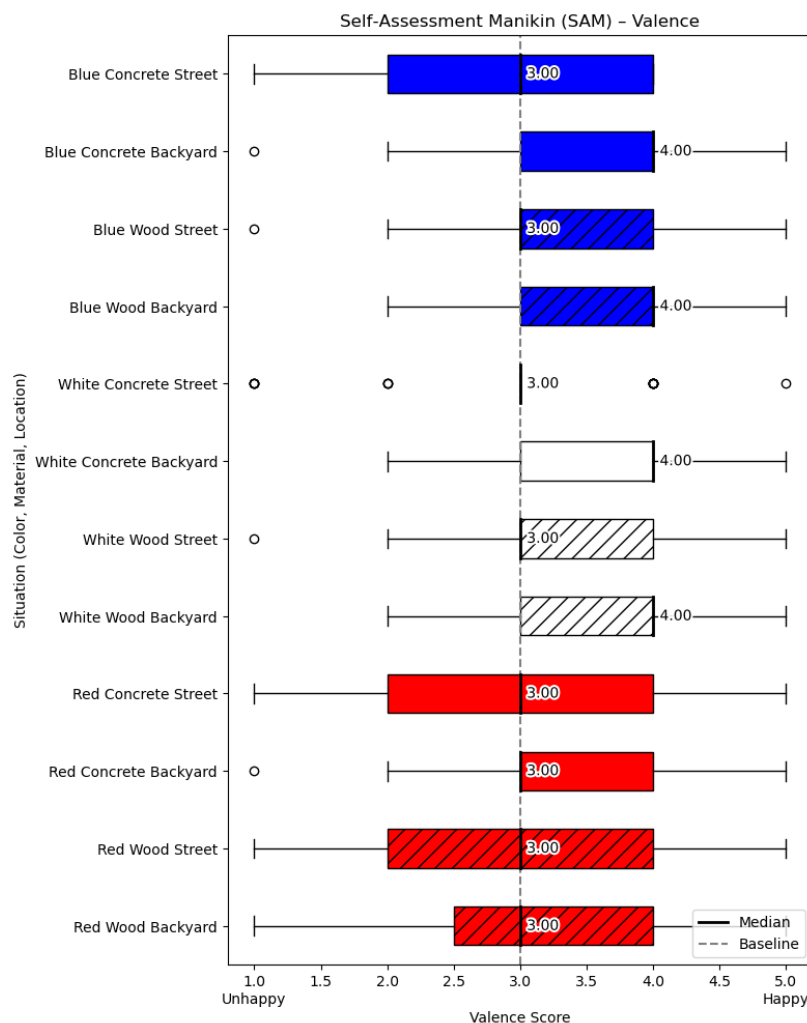 Self-Assessment Manikin (SAM) – Valence
Situation (Color, Material, Location)
Blue Concrete Street
3.00
Blue Concrete Backyard
4.00
Blue Wood Street
3.00
Blue Wood Backyard
4.00
White Concrete Street
3.00
White Concrete Backyard
4.00
White Wood Street
3.00
White Wood Backyard
4.00
Red Concrete Street
3.00
Red Concrete Backyard
3.00
Red Wood Street
3.00
Red Wood Backyard
3.00
Median
Baseline
1.0 1.5 2.0 2.5 3.0 3.5 4.0 4.5 5.0
Unhappy Happy
Valence Score